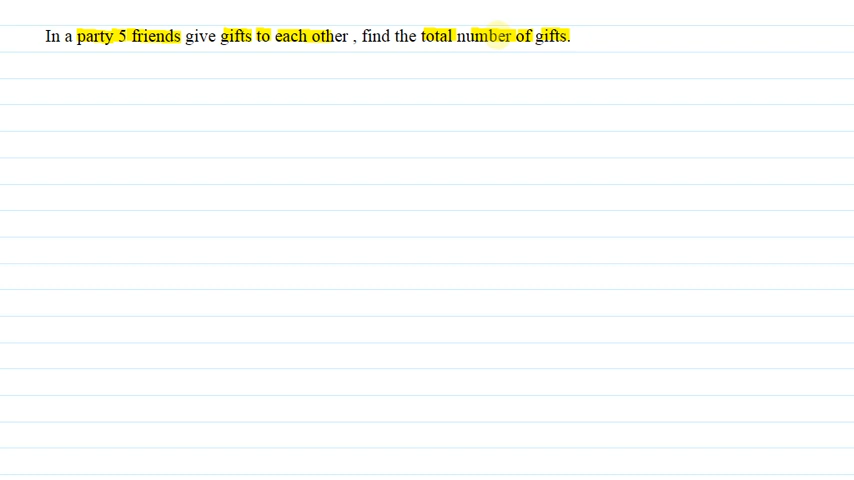 In a party 5 friends give gifts to each other , find the total number of gifts.